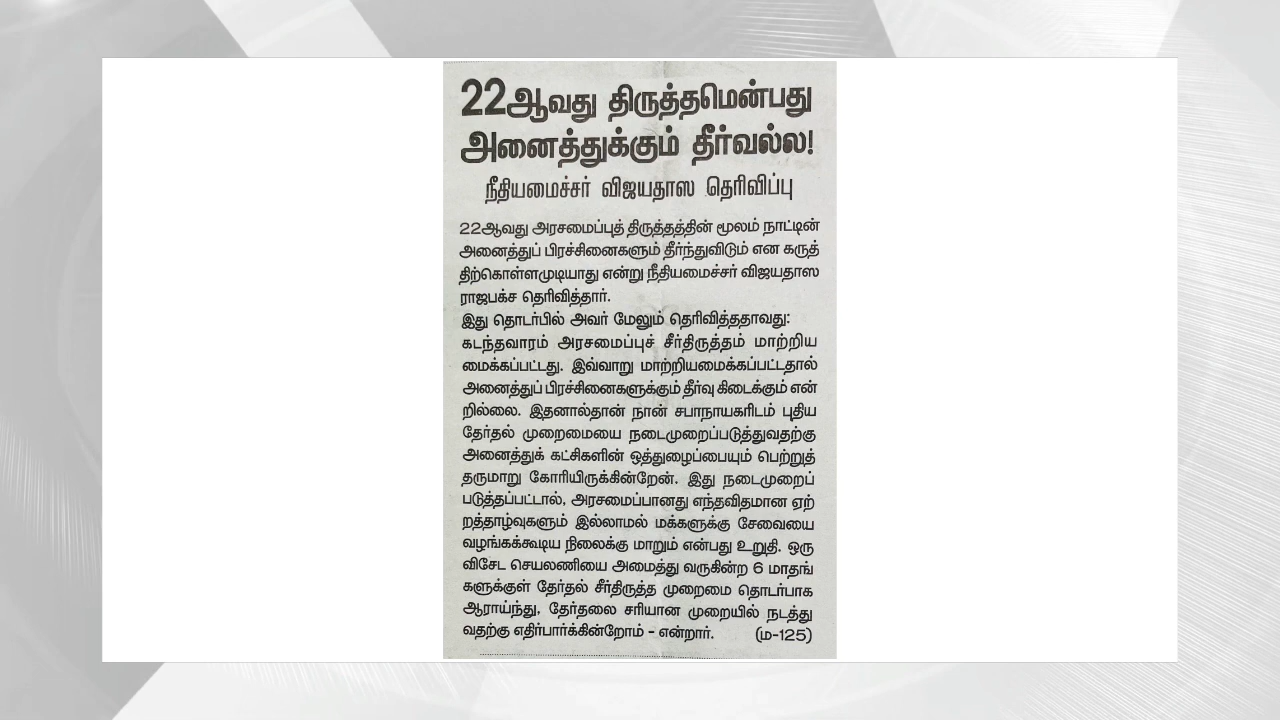 22ஆவது திருத்தமென்பது
அனைத்துக்கும் தீர்வல்ல!
நீதியமைச்சர் விஜயதாஸ தெரிவிப்பு
22ஆவது அரசமைப்புத் திருத்தத்தின் மூலம் நாட்டின்
அனைத்துப் பிரச்சினைகளும் தீர்ந்துவிடும் என கருத்
திற்கொள்ளமுடியாது என்று நீதியமைச்சர் விஜயதாஸ
ராஜபக்ச தெரிவித்தார்.
இது தொடர்பில் அவர் மேலும் தெரிவித்ததாவது:
கடந்தவாரம் அரசமைப்புச் சீர்திருத்தம் மாற்றிய
மைக்கப்பட்டது. இவ்வாறு மாற்றியமைக்கப்பட்டதால்
அனைத்துப் பிரச்சினைகளுக்கும் தீர்வு கிடைக்கும் என்
றில்லை. இதனால்தான் நான் சபாநாயகரிடம் புதிய
தேர்தல் முறைமையை நடைமுறைப்படுத்துவதற்கு
அனைத்துக் கட்சிகளின் ஒத்துழைப்பையும் பெற்றுத்
தருமாறு கோரியிருக்கின்றேன். இது நடைமுறைப்
படுத்தப்பட்டால், அரசமைப்பானது எந்தவிதமான ஏற்
றத்தாழ்வுகளும் இல்லாமல் மக்களுக்கு சேவையை
வழங்கக்கூடிய நிலைக்கு மாறும் என்பது உறுதி. ஒரு
விசேட செயலணியை அமைத்து வருகின்ற 6 மாதங்
களுக்குள் தேர்தல் சீர்திருத்த முறைமை தொடர்பாக
ஆராய்ந்து, தேர்தலை சரியான முறையில் நடத்து
வதற்கு எதிர்பார்க்கின்றோம் - என்றார். (ம-125)